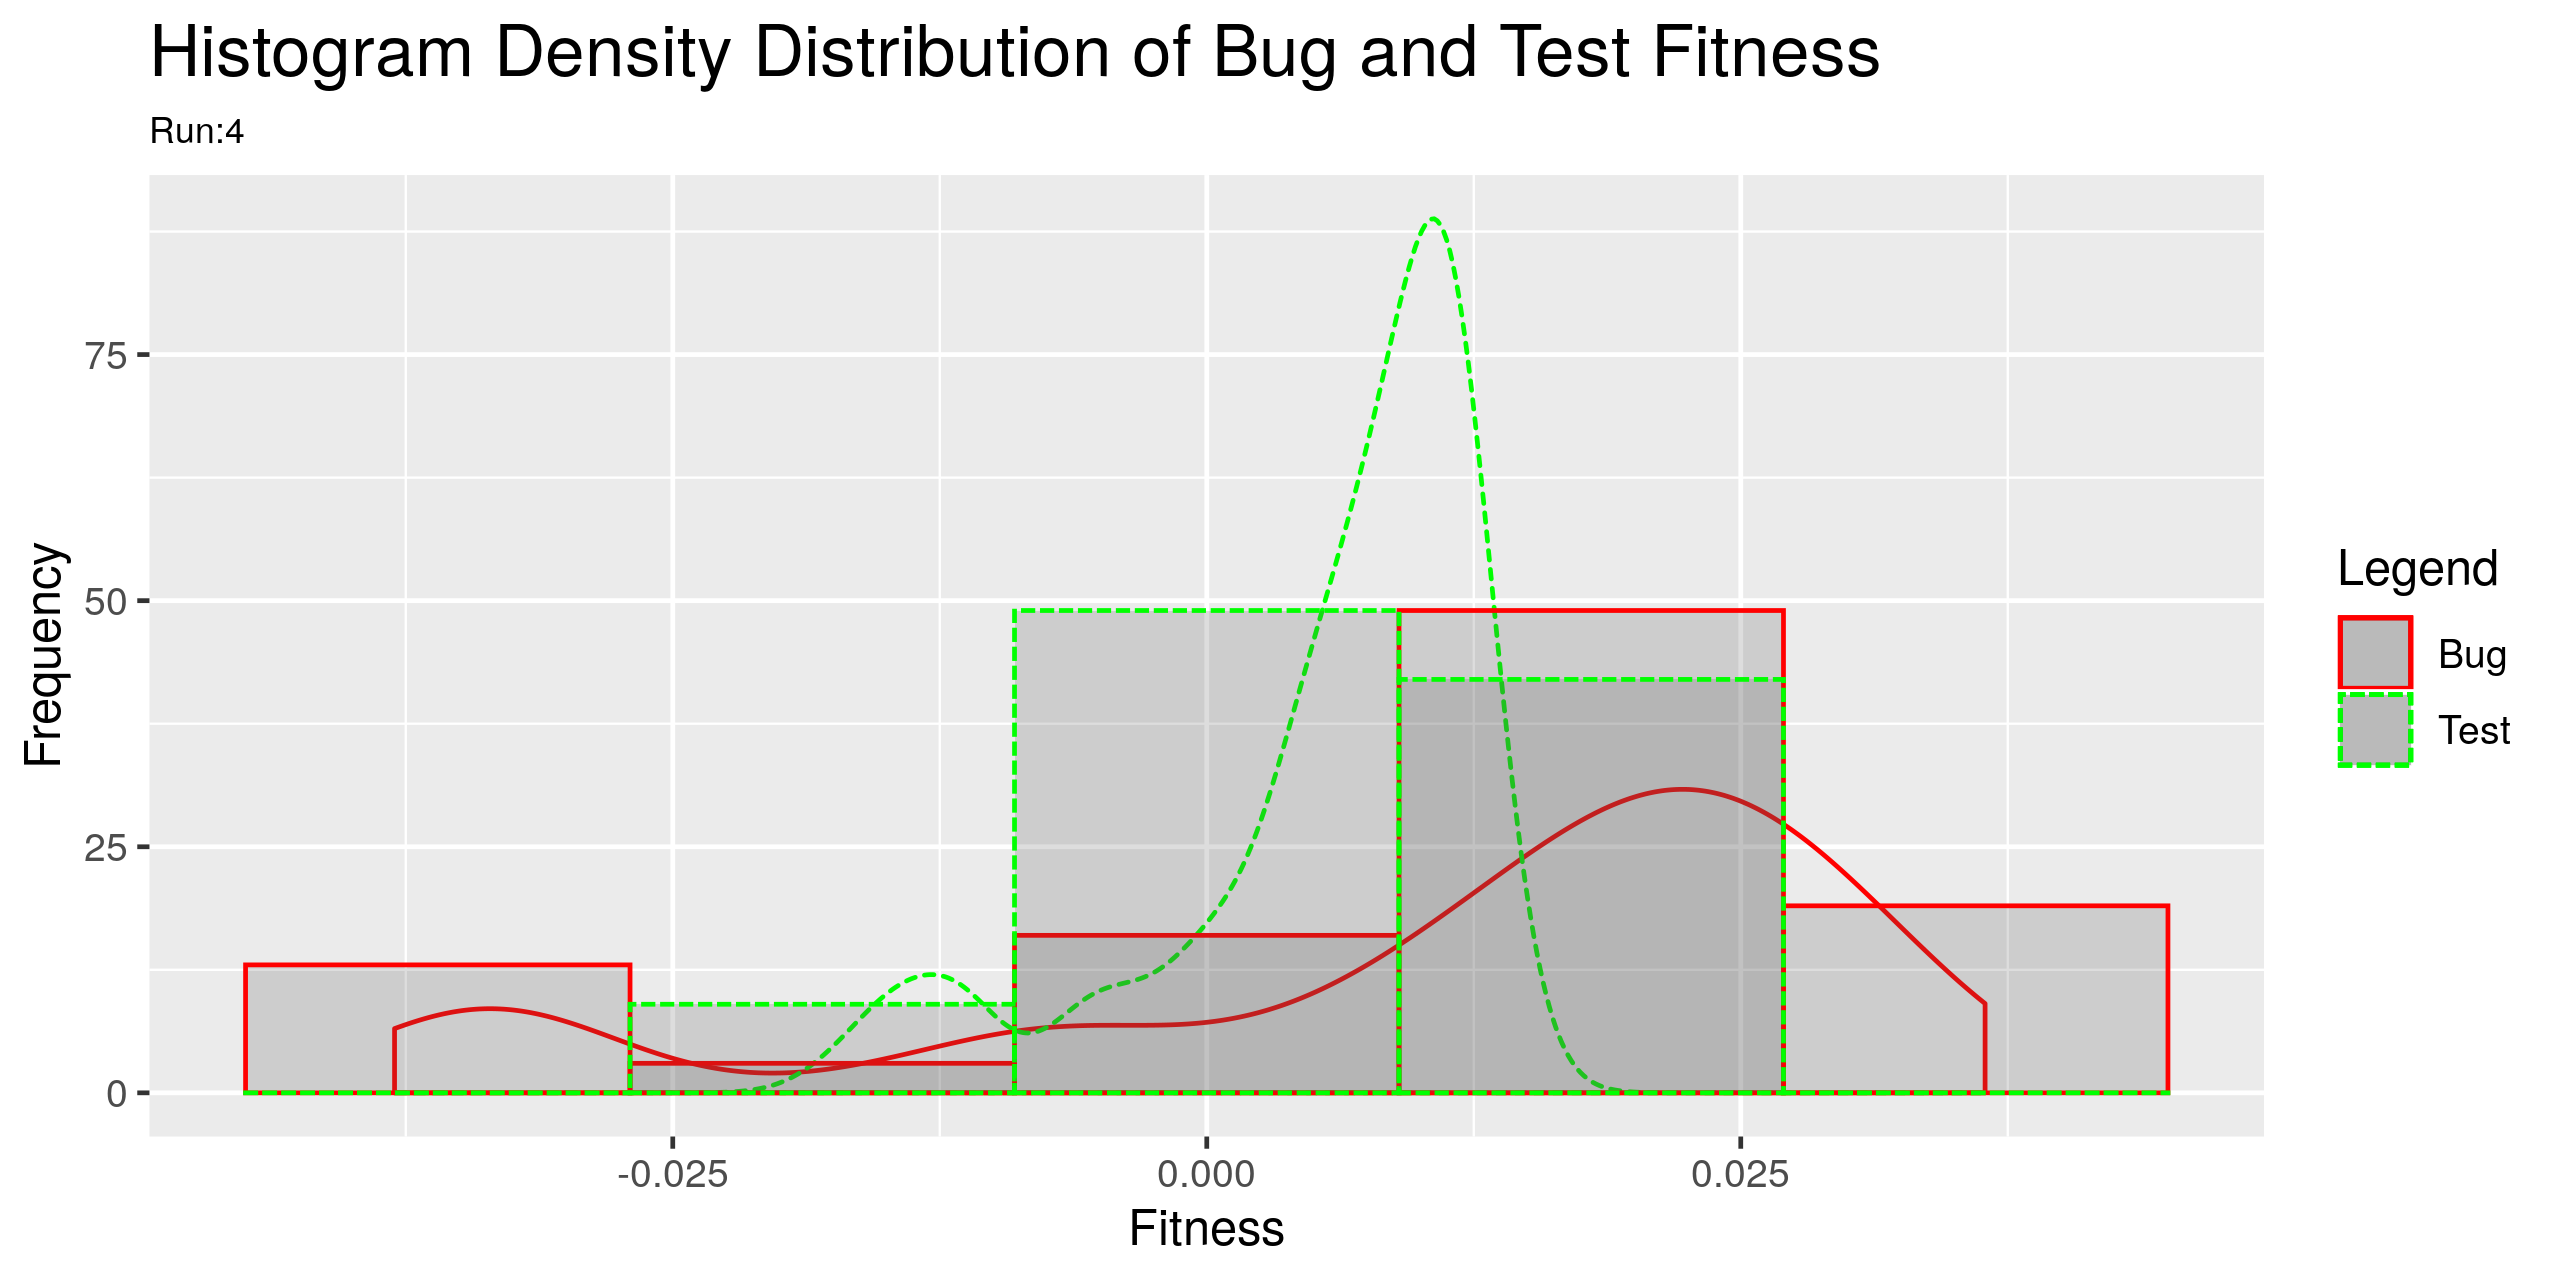 Histogram Density Distribution of Bug and Test Fitness
Run:4
Frequency
75
50
25
0
-0.025
0.000
0.025
Fitness
Legend
Bug
Test